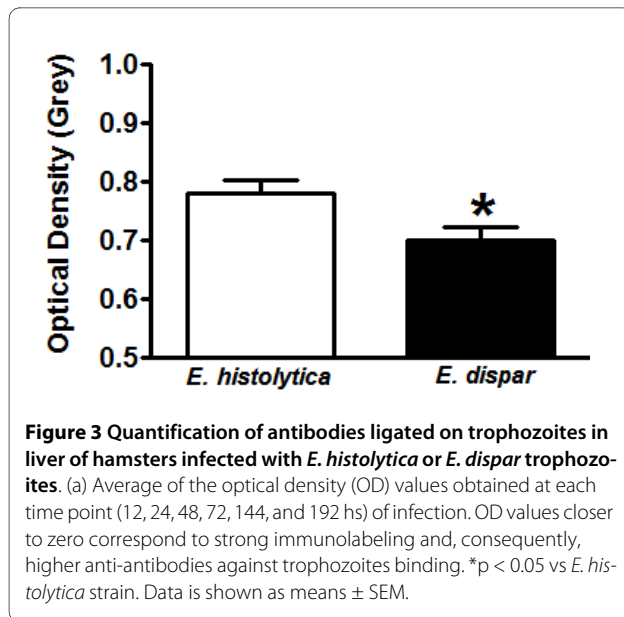 Optical Density (Grey)
1.0
0.9
0.8
0.7
0.6
0.5
*
E. histolytica
E. dispar
Figure 3 Quantification of antibodies ligated on trophozoites in
liver of hamsters infected with E. histolytica or E. dispar trophozo-
ites. (a) Average of the optical density (OD) values obtained at each
time point (12, 24, 48, 72, 144, and 192 hs) of infection. OD values closer
to zero correspond to strong immunolabeling and, consequently,
higher anti-antibodies against trophozoites binding. *p < 0.05 vs E. his-
tolytica strain. Data is shown as means ± SEM.